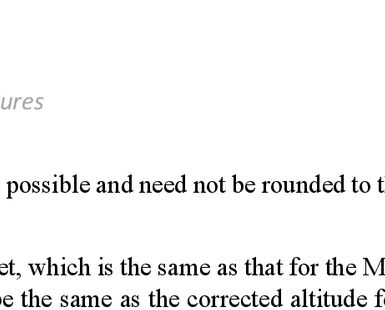 ures
possible and need not be rounded to t
et, which is the same as that for the M
be the same as the corrected altitude f